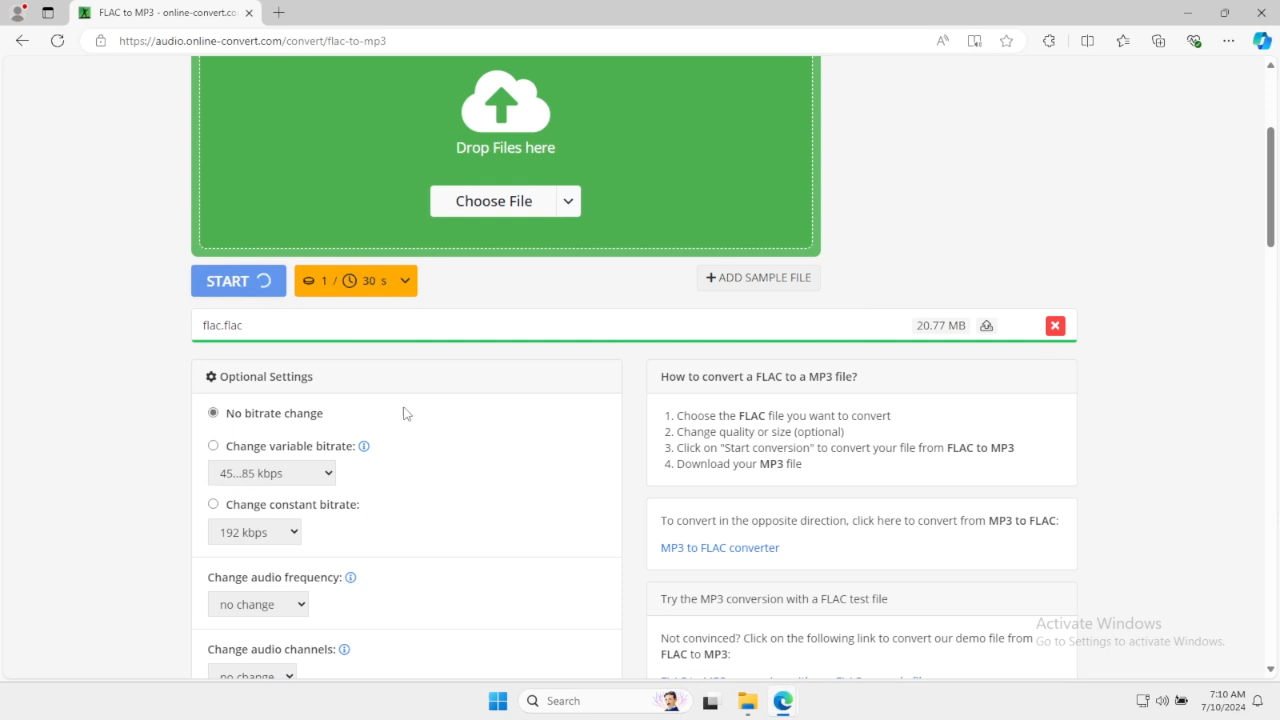 FLAC to MP3 - online-convert.co
https://audio.online-convert.com/convert/flac-to-mp3
Drop Files here
Choose File
START
1 / 30 s
+ ADD SAMPLE FILE
flac.flac
20.77 MB
Optional Settings
No bitrate change
Change variable bitrate:
45...85 kbps
Change constant bitrate:
192 kbps
Change audio frequency:
no change
Change audio channels:
no change
How to convert a FLAC to a MP3 file?
1. Choose the FLAC file you want to convert
2. Change quality or size (optional)
3. Click on "Start conversion" to convert your file from FLAC to MP3
4. Download your MP3 file
To convert in the opposite direction, click here to convert from MP3 to FLAC:
MP3 to FLAC converter
Try the MP3 conversion with a FLAC test file
Not convinced? Click on the following link to convert our demo file from
FLAC to MP3:
Activate Windows
Go to Settings to activate Windows.
Search
7:10 AM
7/10/2024